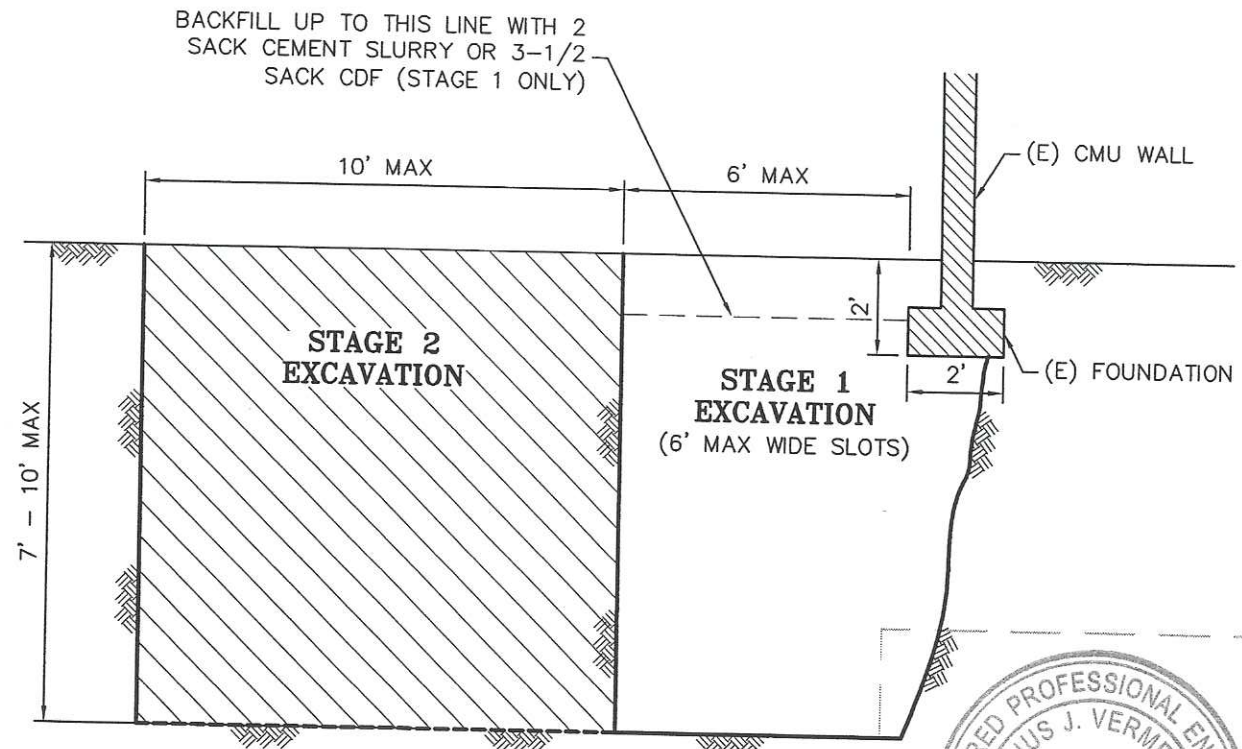 BACKFILL UP TO THIS LINE WITH 2
SACK CEMENT SLURRY OR 3-1/2
SACK CDF (STAGE 1 ONLY)
10' MAX
6' MAX
(E) CMU WALL
2'
STAGE 2
EXCAVATION
STAGE 1
EXCAVATION
(6' MAX WIDE SLOTS)
2'
(E) FOUNDATION
7' - 10' MAX
PROFESSIONAL
J.